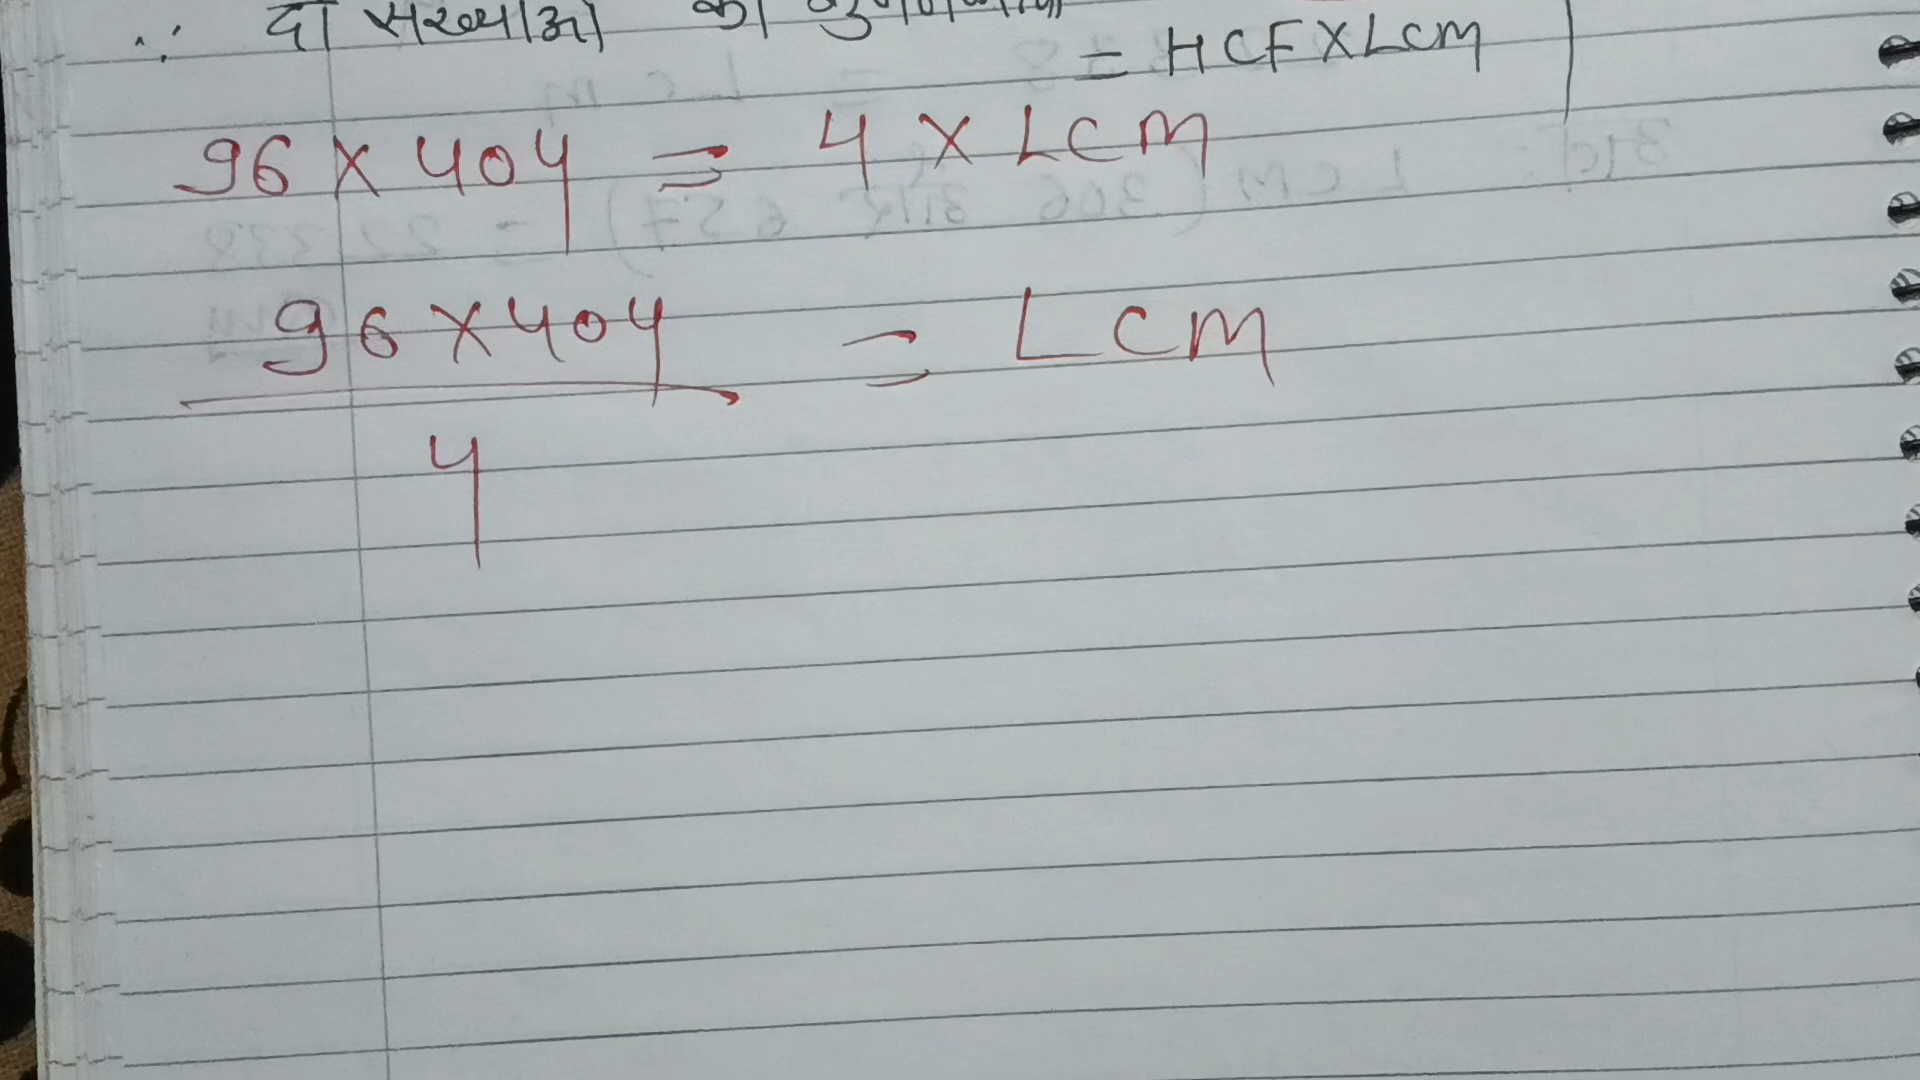 ∴ दो संख्याओं का
= HCF X LCM
96 X 404 = 4 X LCM
96 X 404 = LCM
4